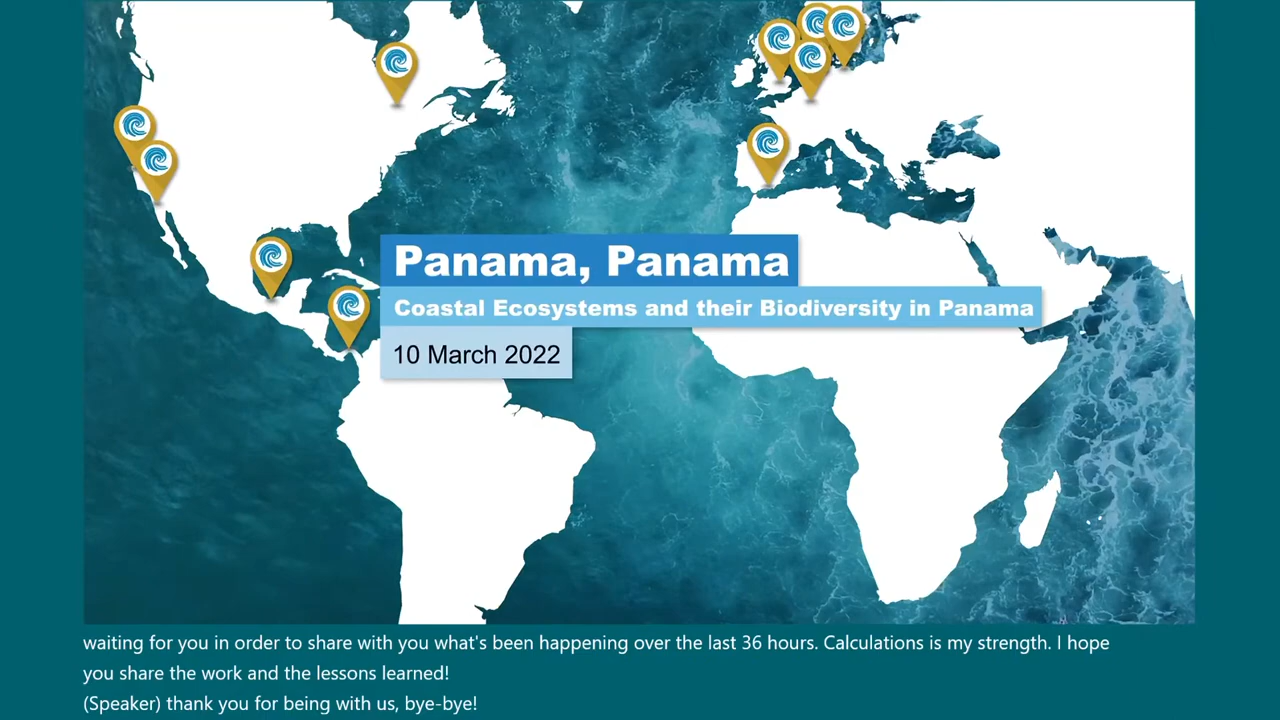 Panama, Panama
Coastal Ecosystems and their Biodiversity in Panama
10 March 2022
waiting for you in order to share with you what's been happening over the last 36 hours. Calculations is my strength. I hope
you share the work and the lessons learned!
(Speaker) thank you for being with us, bye-bye!